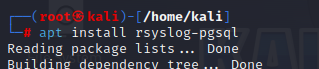 ┌──(root㉿kali)-[/home/kali]
└─# apt install rsyslog-pgsql
Reading package lists... Done
Building dependency tree... Done